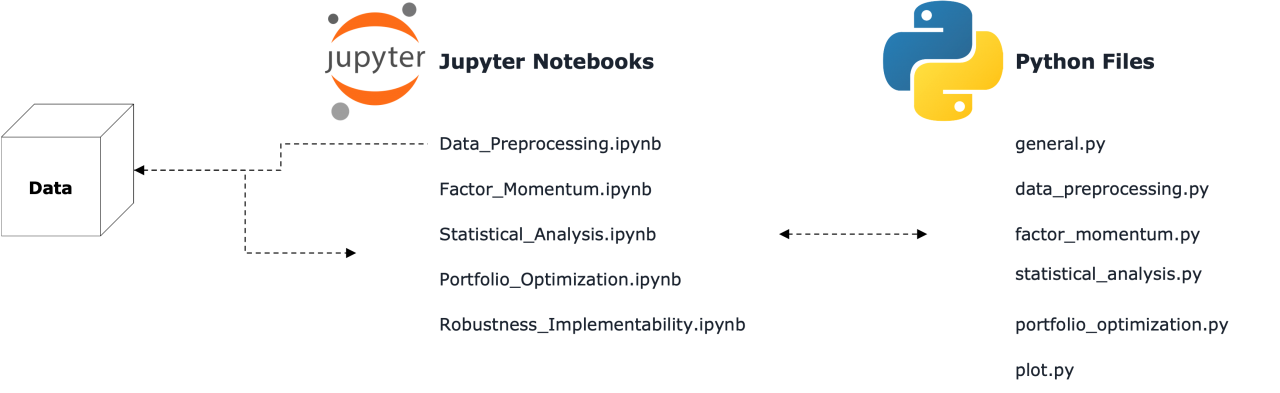 Jupyter
Jupyter Notebooks
Python Files
Data
Data_Preprocessing.ipynb
Factor_Momentum.ipynb
Statistical_Analysis.ipynb
Portfolio_Optimization.ipynb
Robustness_Implementability.ipynb
general.py
data_preprocessing.py
factor_momentum.py
statistical_analysis.py
portfolio_optimization.py
plot.py